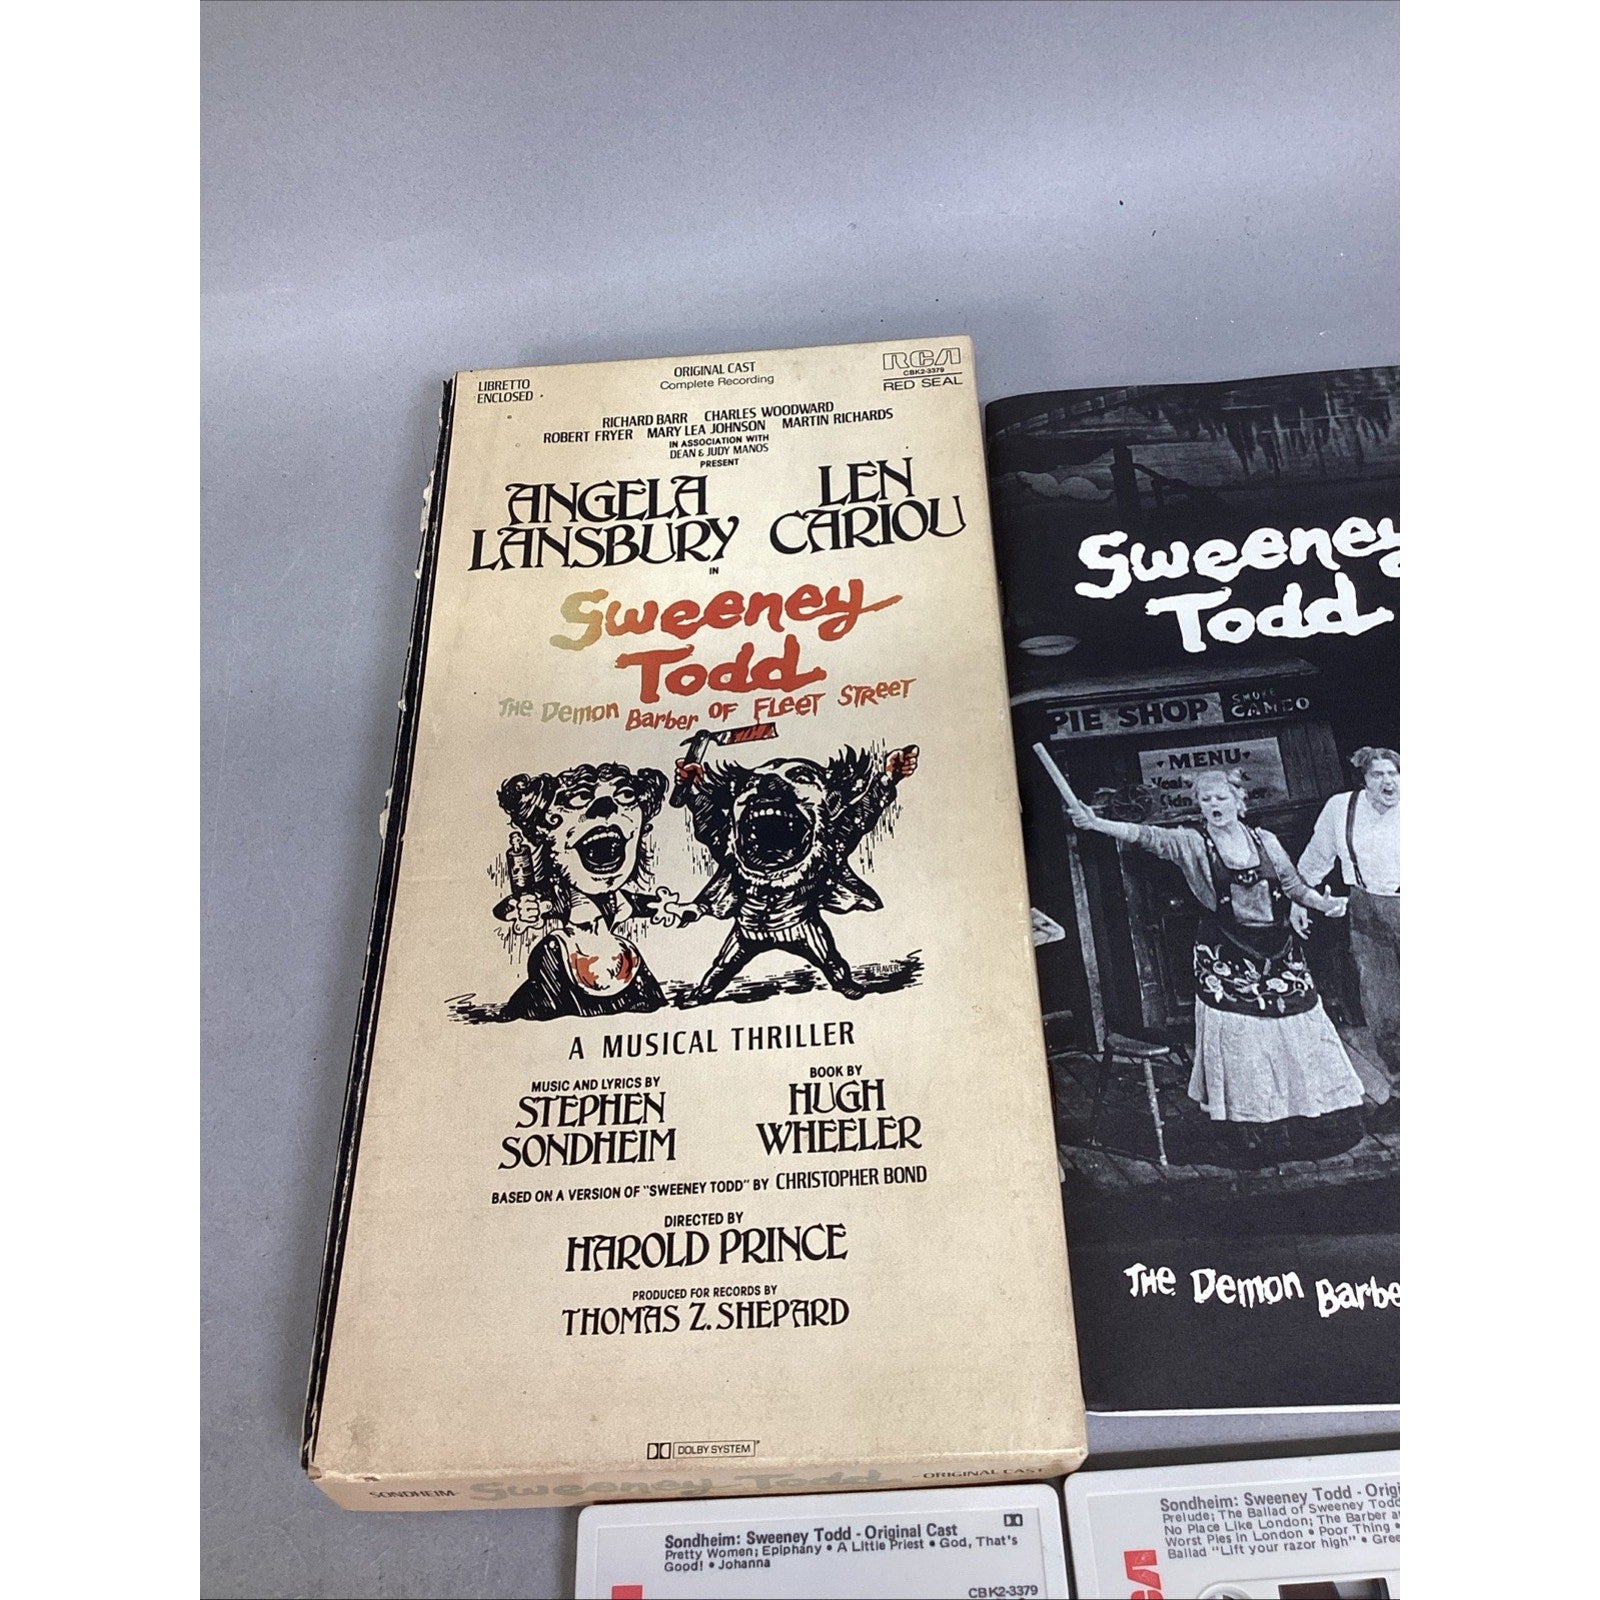 LIBRETTO
ENCLOSED
ORIGINAL CAST
Complete Recording
RCA
CBK2-3379
RED SEAL
RICHARD BARR CHARLES WOODWARD
ROBERT FRYER MARY LEA JOHNSON MARTIN RICHARDS
IN ASSOCIATION WITH
DEAN & JUDY MANOS
PRESENT
ANGELA
LANSBURY
LEN
CARIOU
IN
Sweeney
Todd
THE DEMON BARBER OF FLEET STREET
FRAVER
A MUSICAL THRILLER
MUSIC AND LYRICS BY
STEPHEN
SONDHEIM
BOOK BY
HUGH
WHEELER
BASED ON A VERSION OF "SWEENEY TODD" BY CHRISTOPHER BOND
DIRECTED BY
HAROLD PRINCE
PRODUCED FOR RECORDS BY
THOMAS Z. SHEPARD
DOLBY SYSTEM
SONDHEIM Sweeney Todd - ORIGINAL CAST
Sweeney
Todd
PIE SHOP
SMOKE
CAMEO
MENU
THE DEMON BARBE
Sondheim: Sweeney Todd - Original Cast
Pretty Women; Epiphany • A Little Priest • God, That's
Good! • Johanna
CBK2-3379
Sondheim: Sweeney Todd - Origi
Prelude; The Ballad of Sweeney Todd
No Place Like London; The Barber a
Worst Pies in London • Poor Thing •
Ballad "Lift your razor high" • Gree